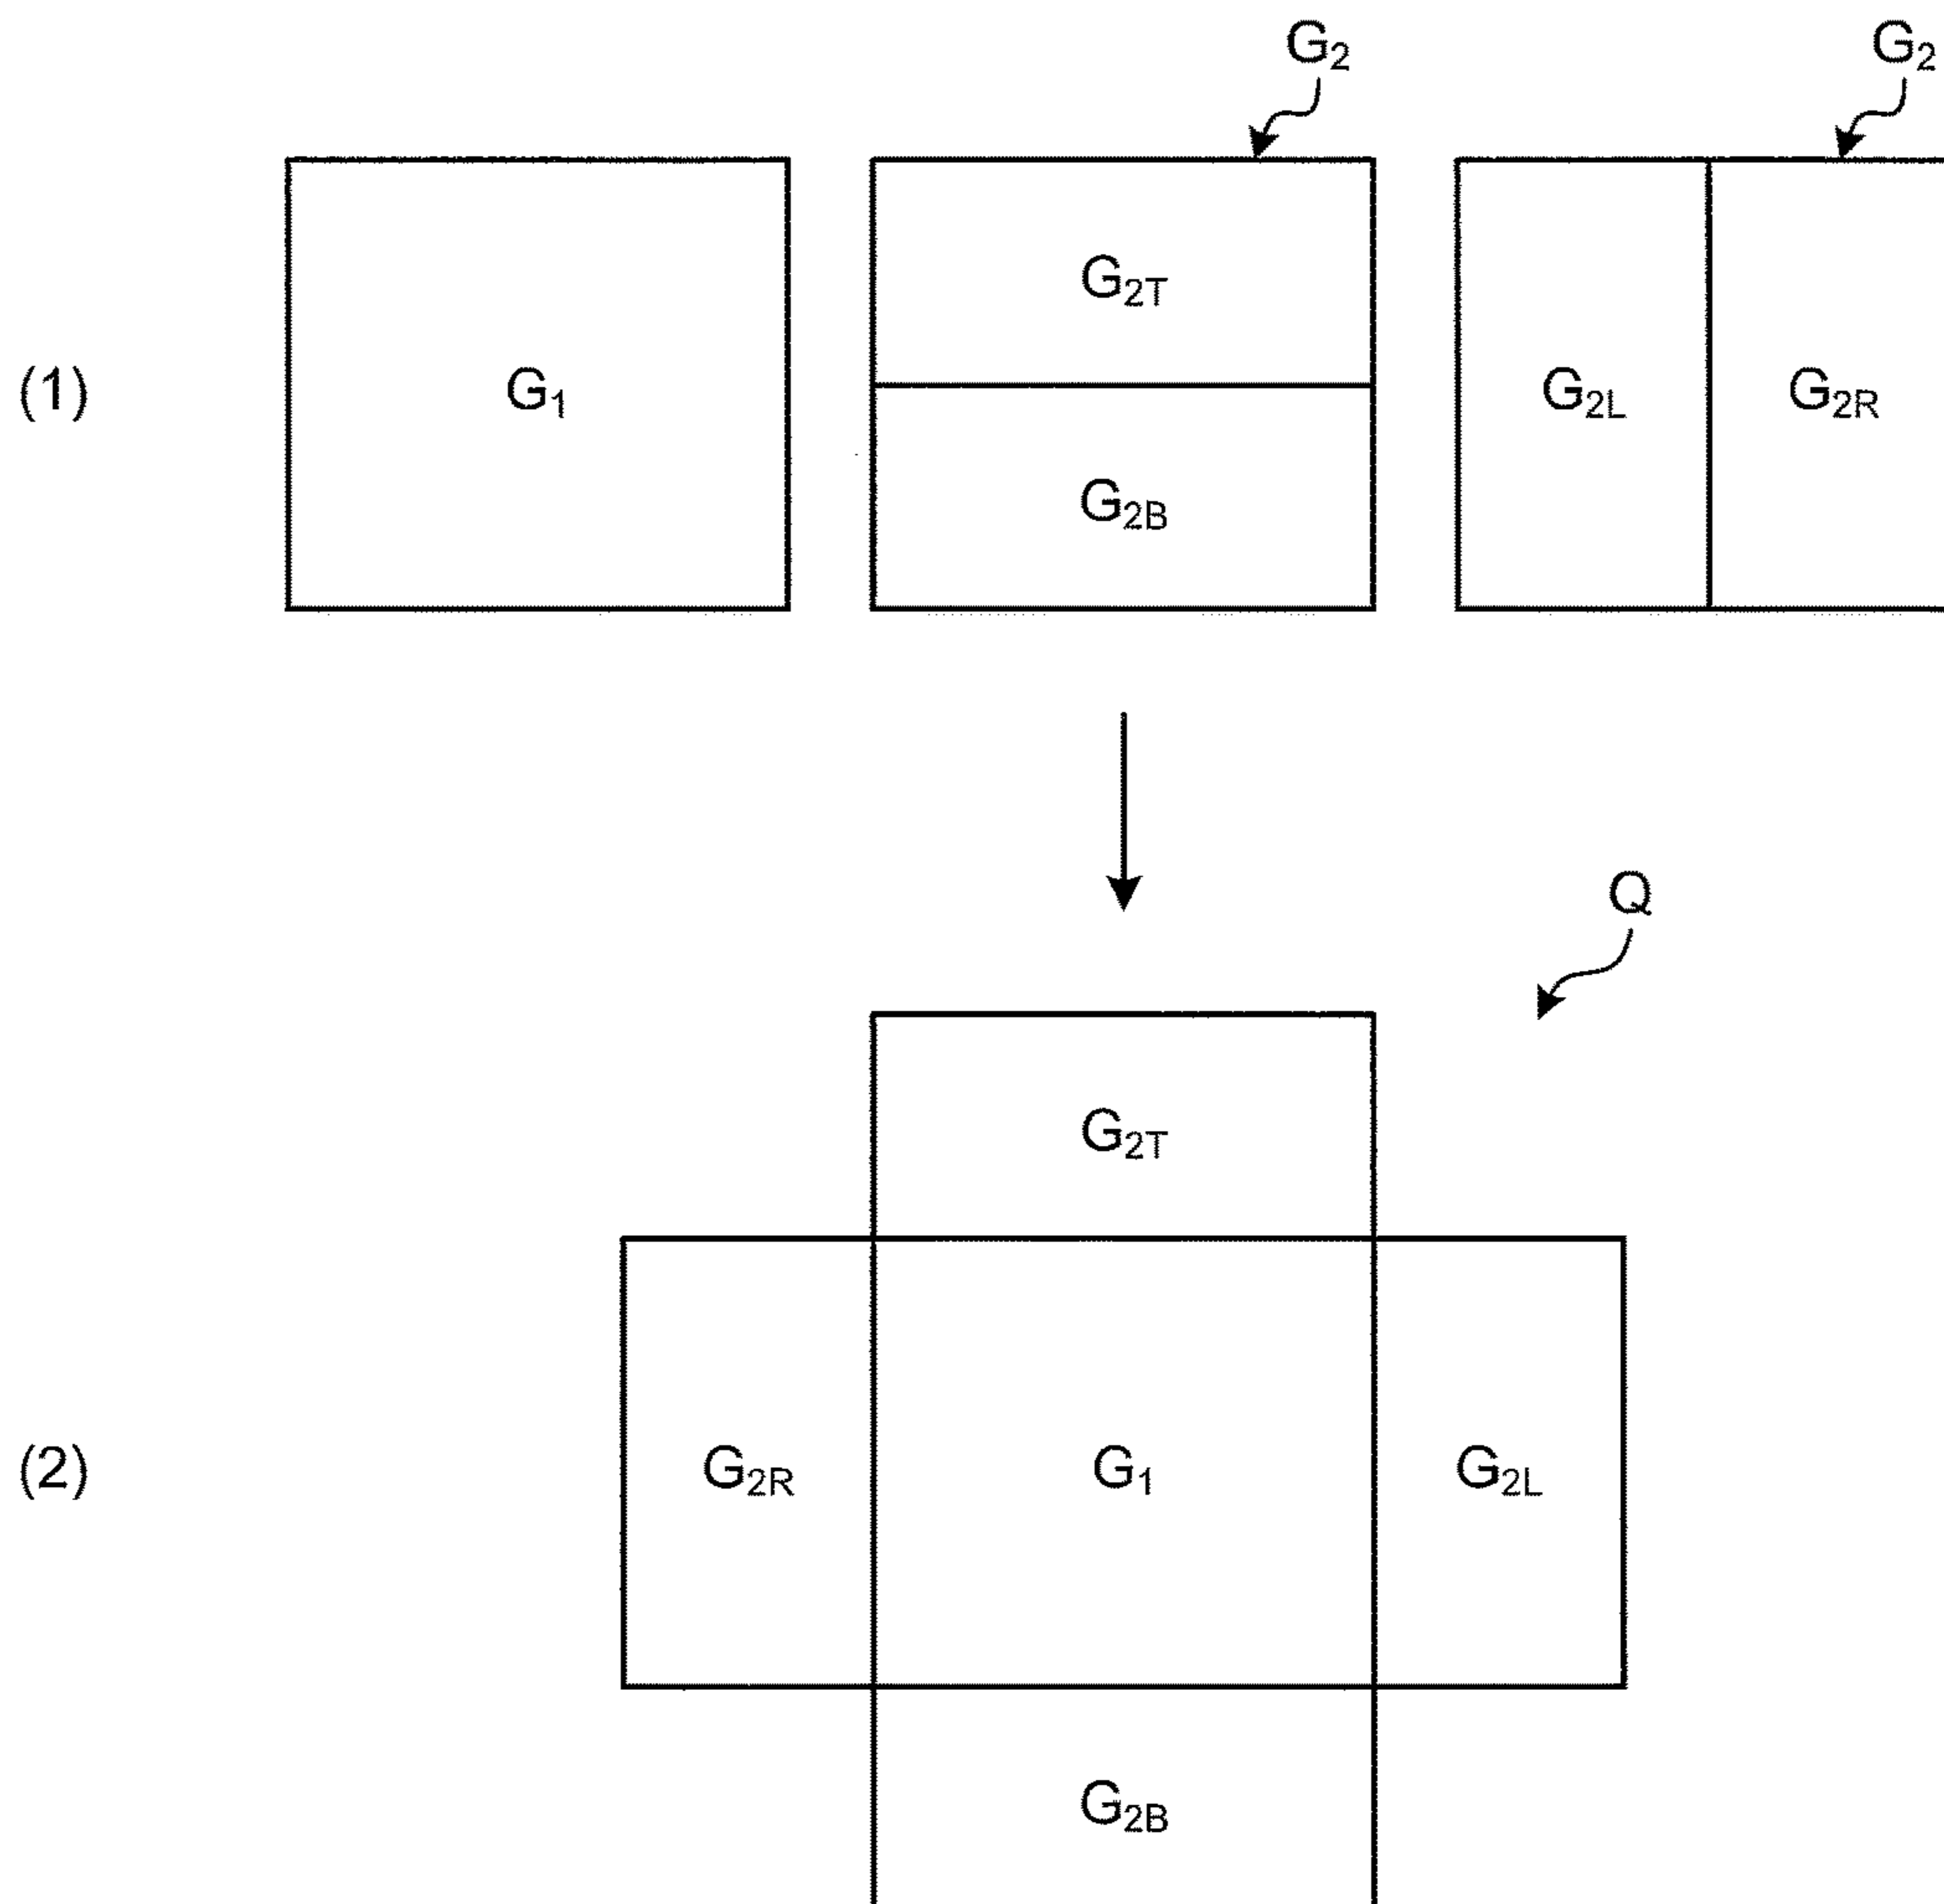 G₂ G₂
G₂T
(1) G₁ G₂L G₂R
G₂B
Q
G₂T
(2) G₂R G₁ G₂L
G₂B